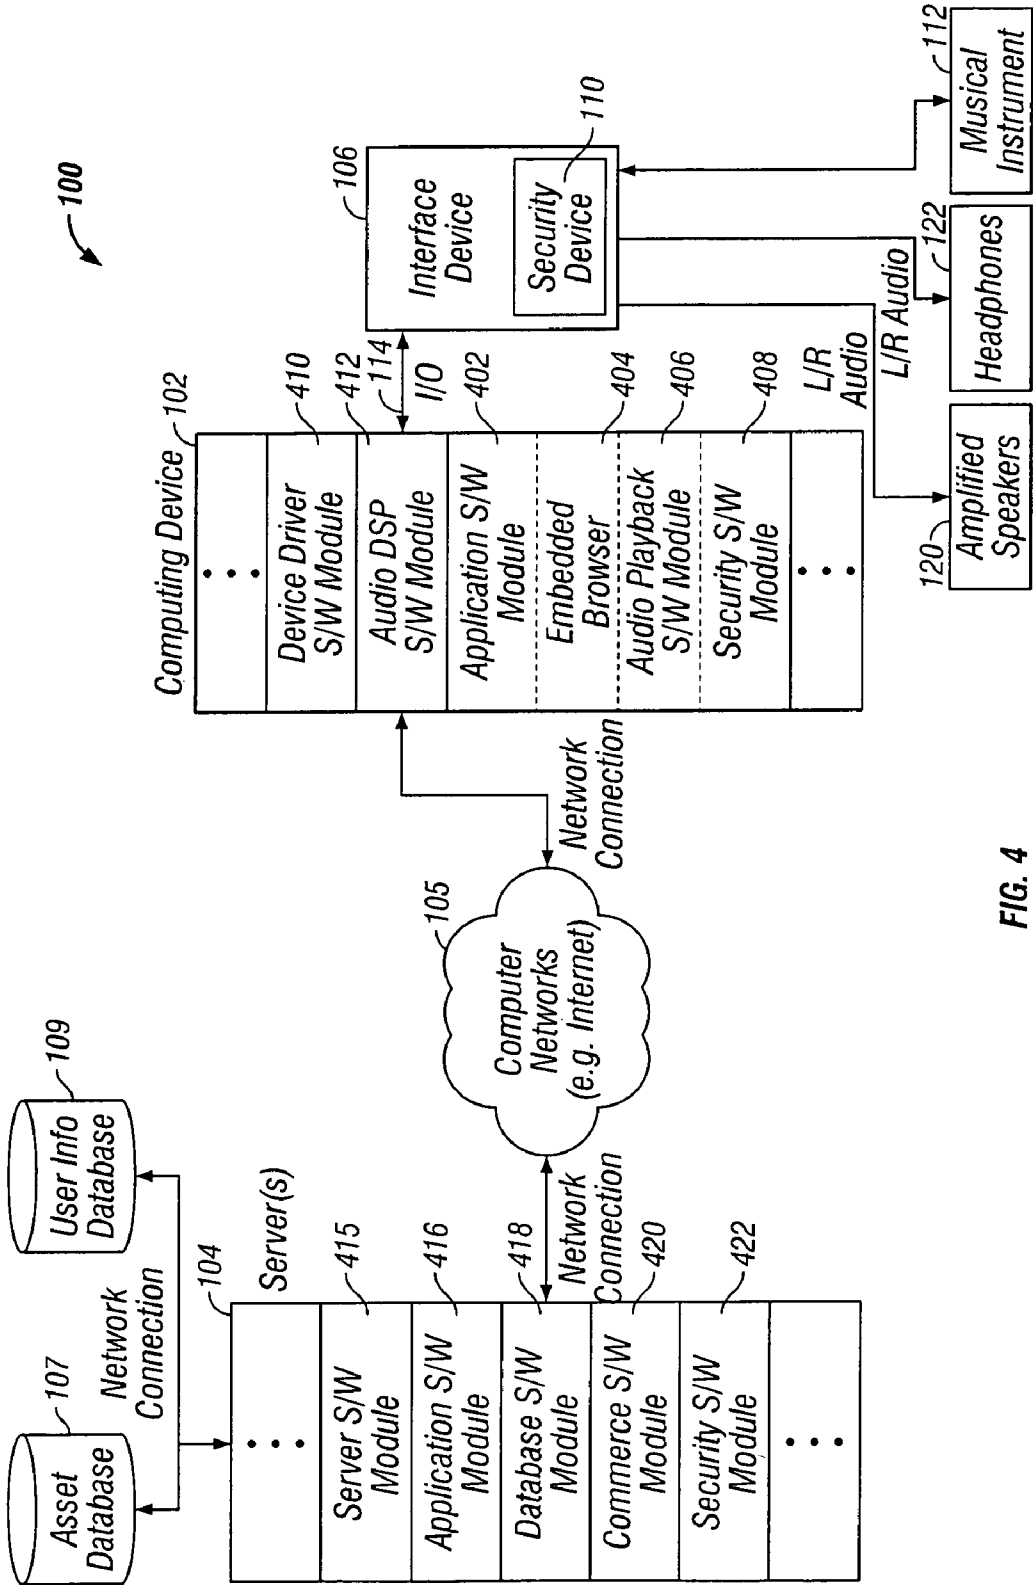 100
107
Asset
Database
109
User Info
Database
Network
Connection
104
Server(s)
Server S/W
Module
415
Application S/W
Module
416
Database S/W
Module
418
Commerce S/W
Module
420
Security S/W
Module
422
Network
Connection
105
Computer
Networks
(e.g. Internet)
Network
Connection
Computing Device
102
Device Driver
S/W Module
410
Audio DSP
S/W Module
412
114
I/O
Application S/W
Module
402
Embedded
Browser
404
Audio Playback
S/W Module
406
Security S/W
Module
408
106
Interface
Device
Security
Device
110
L/R
Audio
L/R Audio
120
Amplified
Speakers
122
Headphones
112
Musical
Instrument
FIG. 4